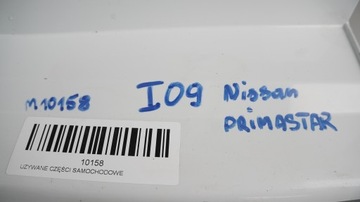 M10158
I09 Nissan
PRIMASTAR
10158
UŻYWANE CZĘŚCI SAMOCHODOWE